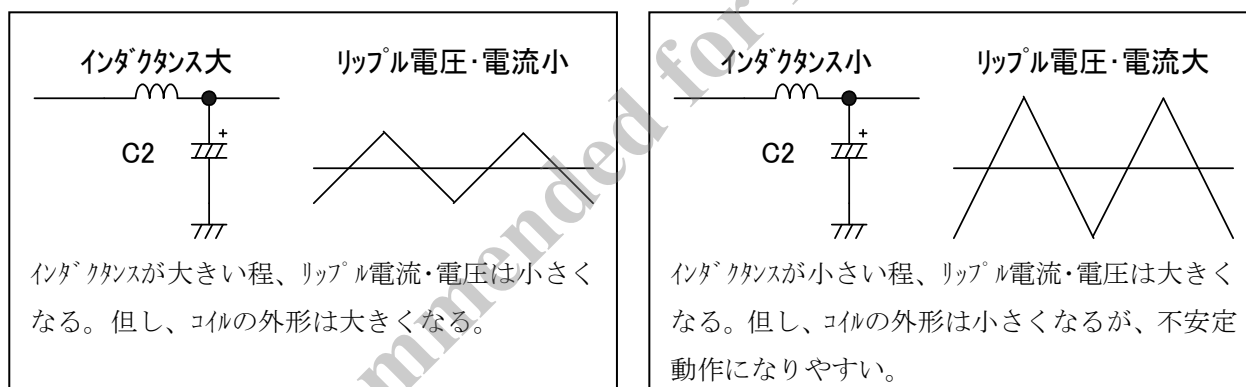 インダクタンス大 リップル電圧・電流小
C2
+
インダクタンスが大きい程、リップル電流・電圧は小さく
なる。但し、コイルの外形は大きくなる。
インダクタンス小 リップル電圧・電流大
C2
+
インダクタンスが小さい程、リップル電流・電圧は大きく
なる。但し、コイルの外形は小さくなるが、不安定
動作になりやすい。
mmended for